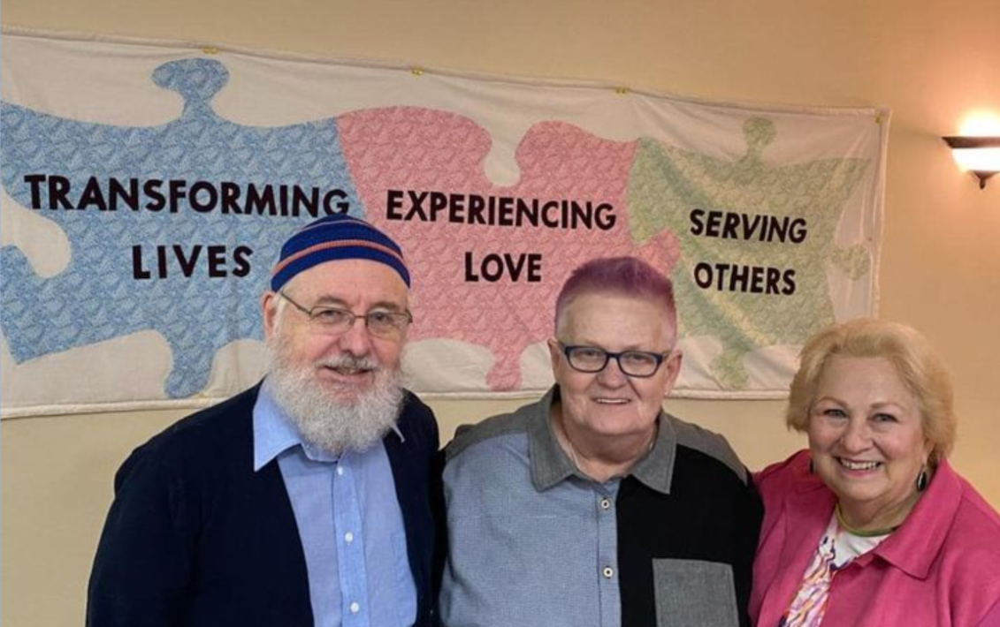 TRANSFORMING
LIVES
EXPERIENCING
LOVE
SERVING
OTHERS